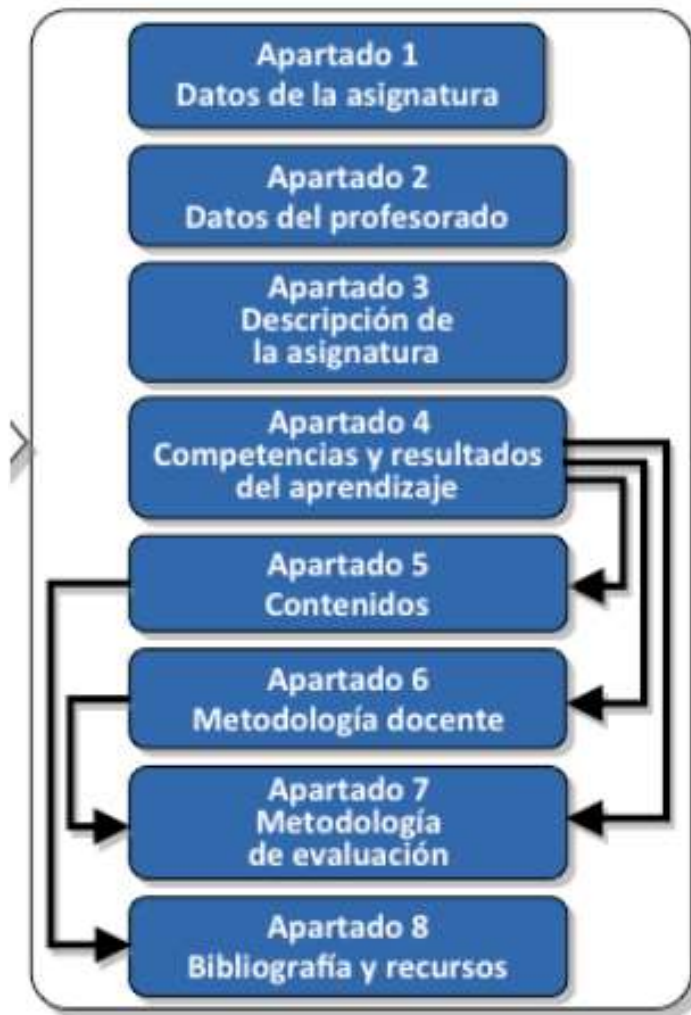 Apartado 1
Datos de la asignatura
Apartado 2
Datos del profesorado
Apartado 3
Descripción de
la asignatura
Apartado 4
Competencias y resultados
del aprendizaje
Apartado 5
Contenidos
Apartado 6
Metodología docente
Apartado 7
Metodología
de evaluación
Apartado 8
Bibliografía y recursos